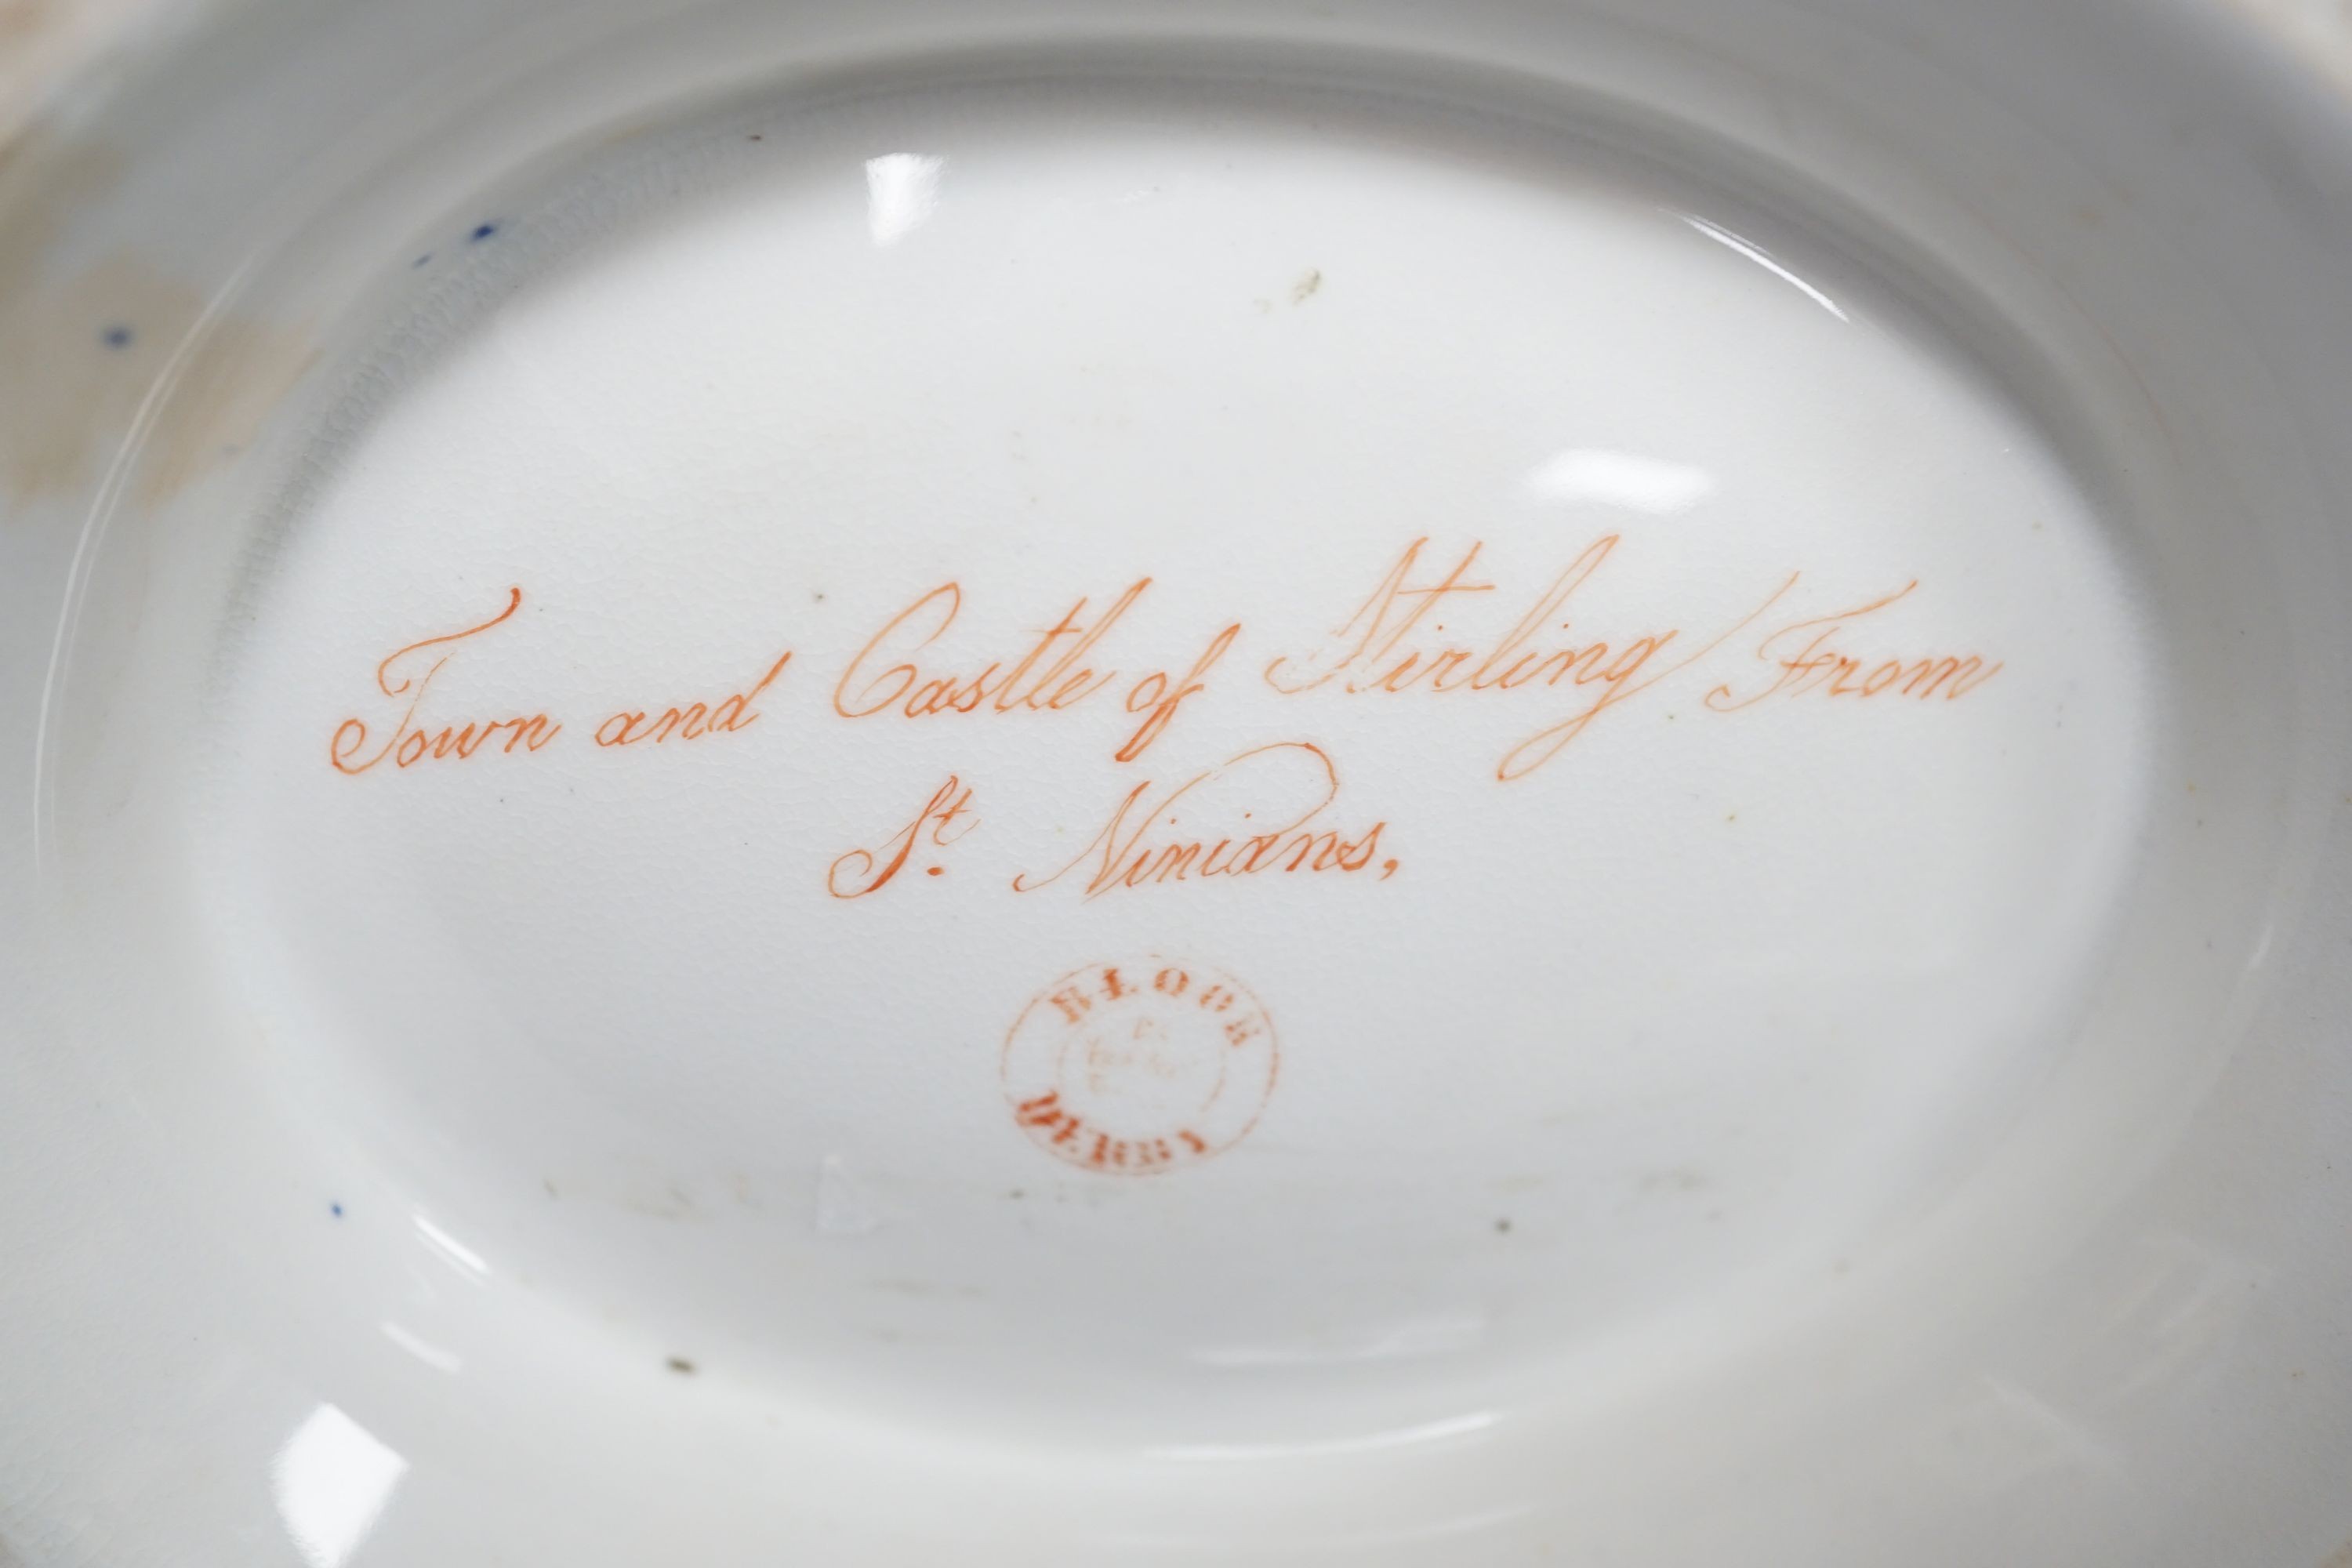 Town and Castle of Stirling From
St. Ninians,
BLOOR
DERBY